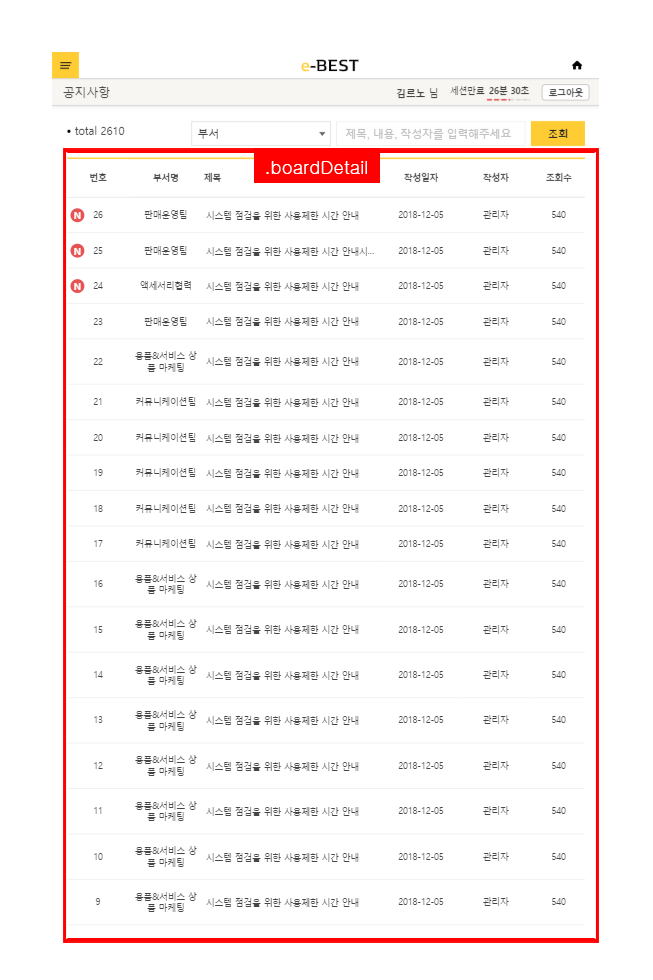 e-BEST
공지사항
김르노 님 세션만료 26분 30초 로그아웃
• total 2610 부서 제목, 내용, 작성자를 입력해주세요 조회
.boardDetail
번호 부서명 제목 작성일자 작성자 조회수
N 26 판매운영팀 시스템 점검을 위한 사용제한 시간 안내 2018-12-05 관리자 540
N 25 판매운영팀 시스템 점검을 위한 사용제한 시간 안내시... 2018-12-05 관리자 540
N 24 액세서리협력 시스템 점검을 위한 사용제한 시간 안내 2018-12-05 관리자 540
23 판매운영팀 시스템 점검을 위한 사용제한 시간 안내 2018-12-05 관리자 540
22 용품&서비스 상품 마케팅 시스템 점검을 위한 사용제한 시간 안내 2018-12-05 관리자 540
21 커뮤니케이션팀 시스템 점검을 위한 사용제한 시간 안내 2018-12-05 관리자 540
20 커뮤니케이션팀 시스템 점검을 위한 사용제한 시간 안내 2018-12-05 관리자 540
19 커뮤니케이션팀 시스템 점검을 위한 사용제한 시간 안내 2018-12-05 관리자 540
18 커뮤니케이션팀 시스템 점검을 위한 사용제한 시간 안내 2018-12-05 관리자 540
17 커뮤니케이션팀 시스템 점검을 위한 사용제한 시간 안내 2018-12-05 관리자 540
16 용품&서비스 상품 마케팅 시스템 점검을 위한 사용제한 시간 안내 2018-12-05 관리자 540
15 용품&서비스 상품 마케팅 시스템 점검을 위한 사용제한 시간 안내 2018-12-05 관리자 540
14 용품&서비스 상품 마케팅 시스템 점검을 위한 사용제한 시간 안내 2018-12-05 관리자 540
13 용품&서비스 상품 마케팅 시스템 점검을 위한 사용제한 시간 안내 2018-12-05 관리자 540
12 용품&서비스 상품 마케팅 시스템 점검을 위한 사용제한 시간 안내 2018-12-05 관리자 540
11 용품&서비스 상품 마케팅 시스템 점검을 위한 사용제한 시간 안내 2018-12-05 관리자 540
10 용품&서비스 상품 마케팅 시스템 점검을 위한 사용제한 시간 안내 2018-12-05 관리자 540
9 용품&서비스 상품 마케팅 시스템 점검을 위한 사용제한 시간 안내 2018-12-05 관리자 540